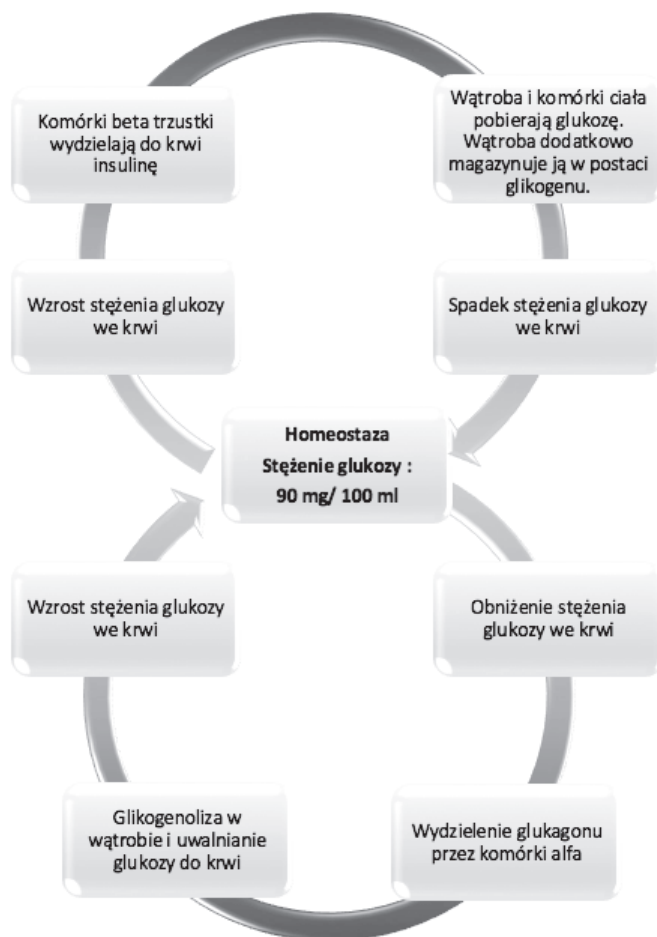 Komórki beta trzustki
wydzielają do krwi
insulinę
Wątroba i komórki ciała
pobierają glukozę.
Wątroba dodatkowo
magazynuje ją w postaci
glikogenu.
Wzrost stężenia glukozy
we krwi
Spadek stężenia glukozy
we krwi
Homeostaza
Stężenie glukozy :
90 mg/ 100 ml
Wzrost stężenia glukozy
we krwi
Obniżenie stężenia
glukozy we krwi
Glikogenoliza w
wątrobie i uwalnianie
glukozy do krwi
Wydzielenie glukagonu
przez komórki alfa